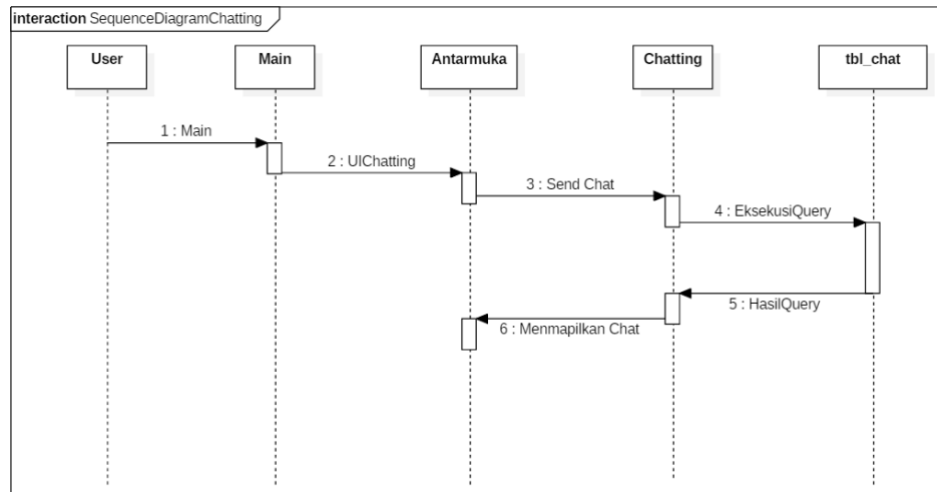 interaction SequenceDiagramChatting
User
Main
Antarmuka
Chatting
tbl_chat
1 : Main
2 : UIChatting
3 : Send Chat
4 : EksekusiQuery
5 : HasilQuery
6 : Menmapilkan Chat